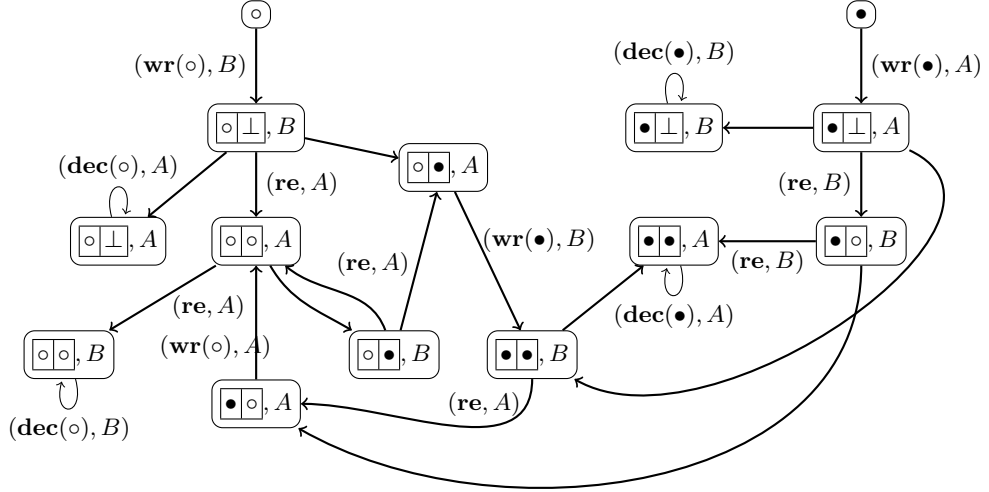 ○ ●
(wr(○), B) (dec(●), B) (wr(●), A)
○ ⊥, B ● ⊥, B ● ⊥, A
(dec(○), A) (re, A) ○ ●, A (re, B)
○ ⊥, A ○ ○, A (wr(●), B) ● ●, A (re, B) ● ○, B
(re, A) (re, A) (dec(●), A)
○ ○, B (wr(○), A) ○ ●, B ● ●, B
(dec(○), B) ● ○, A (re, A)